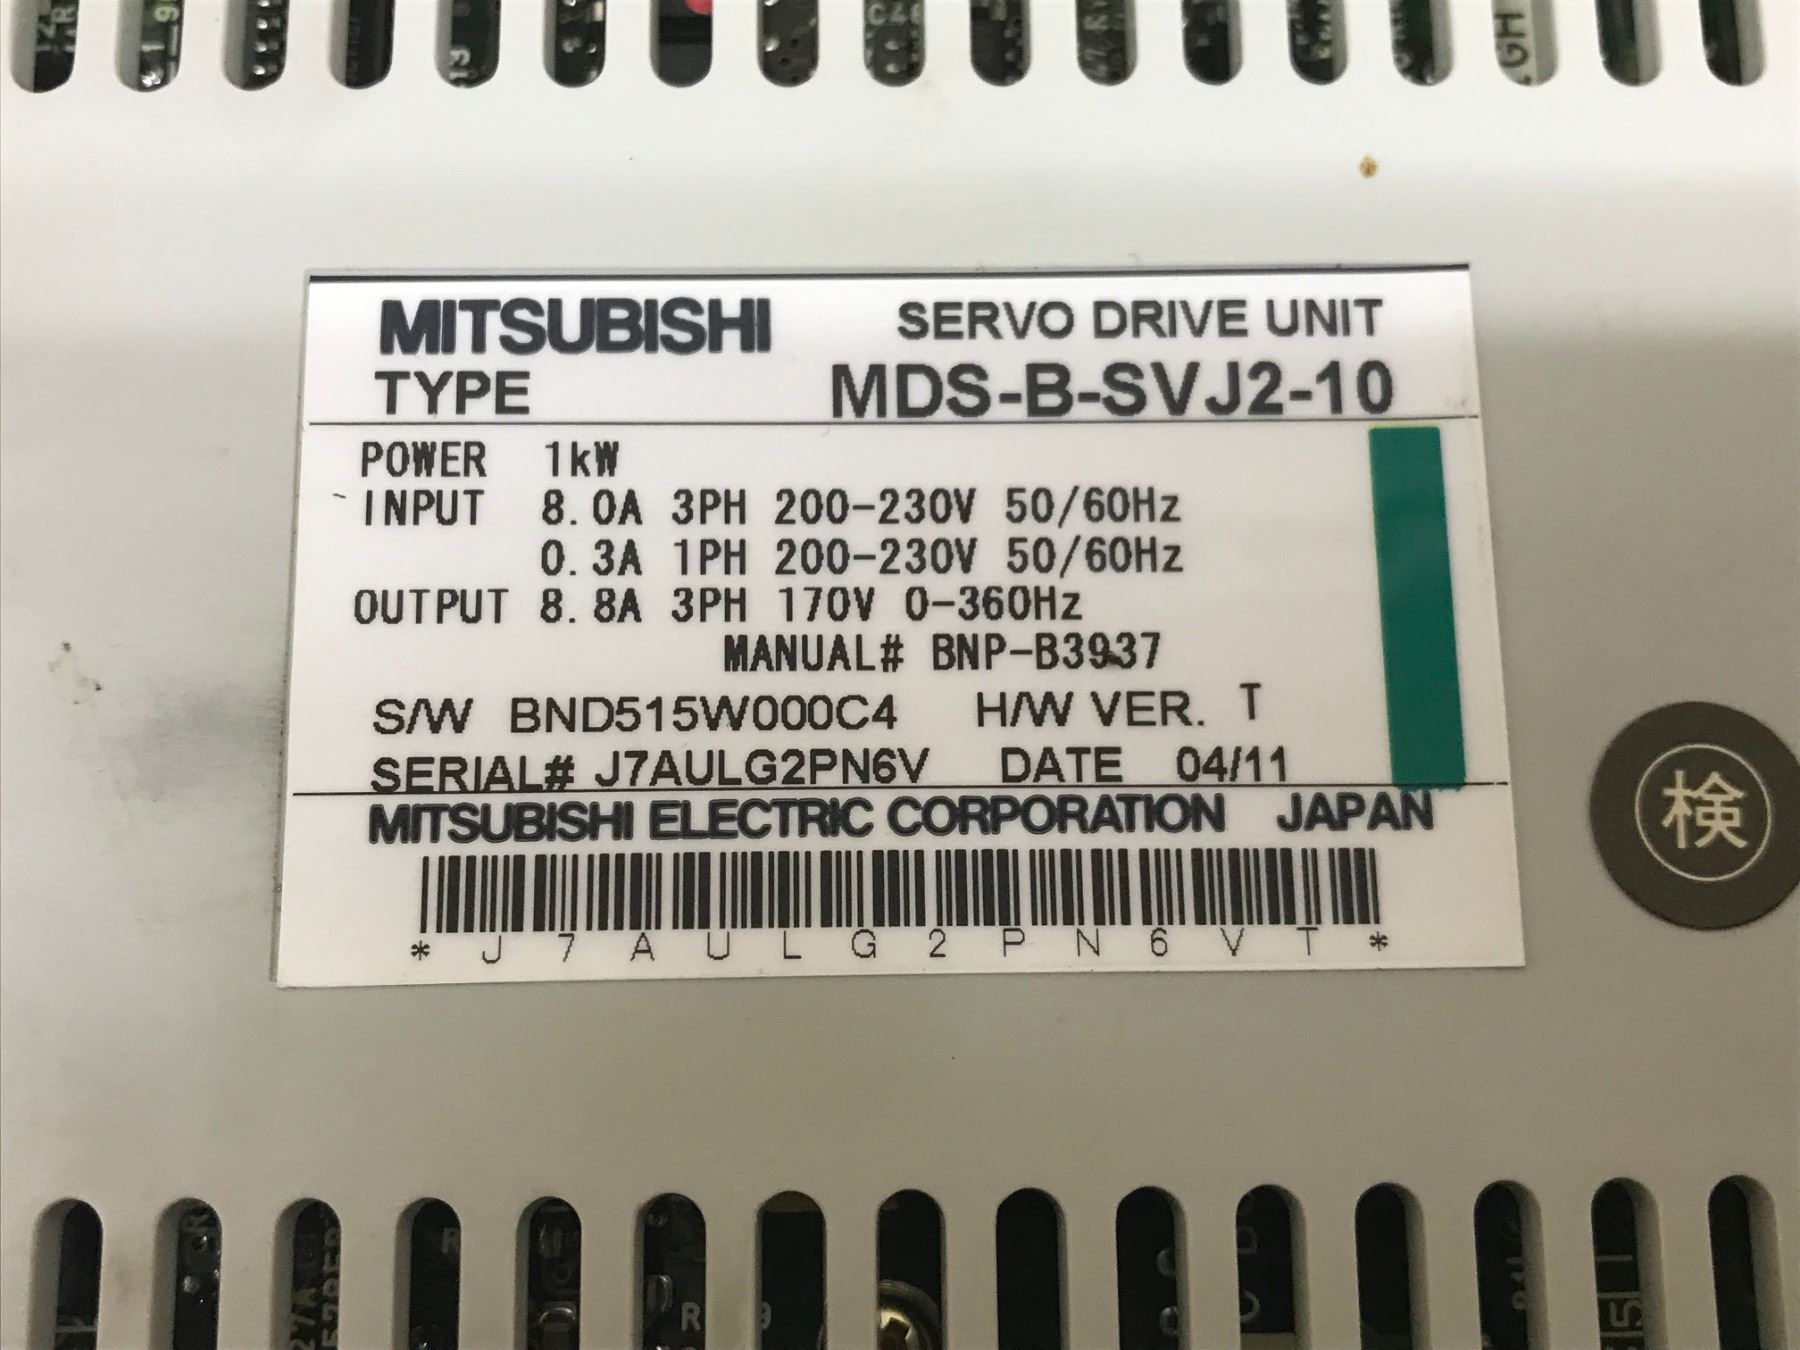 MITSUBISHI SERVO DRIVE UNIT
TYPE MDS-B-SVJ2-10
POWER 1kW
INPUT 8.0A 3PH 200-230V 50/60Hz
0.3A 1PH 200-230V 50/60Hz
OUTPUT 8.8A 3PH 170V 0-360Hz
MANUAL# BNP-B3937
S/W BND515W000C4 H/W VER. T
SERIAL# J7AULG2PN6V DATE 04/11
MITSUBISHI ELECTRIC CORPORATION JAPAN
*J7AULG2PN6VT*
検